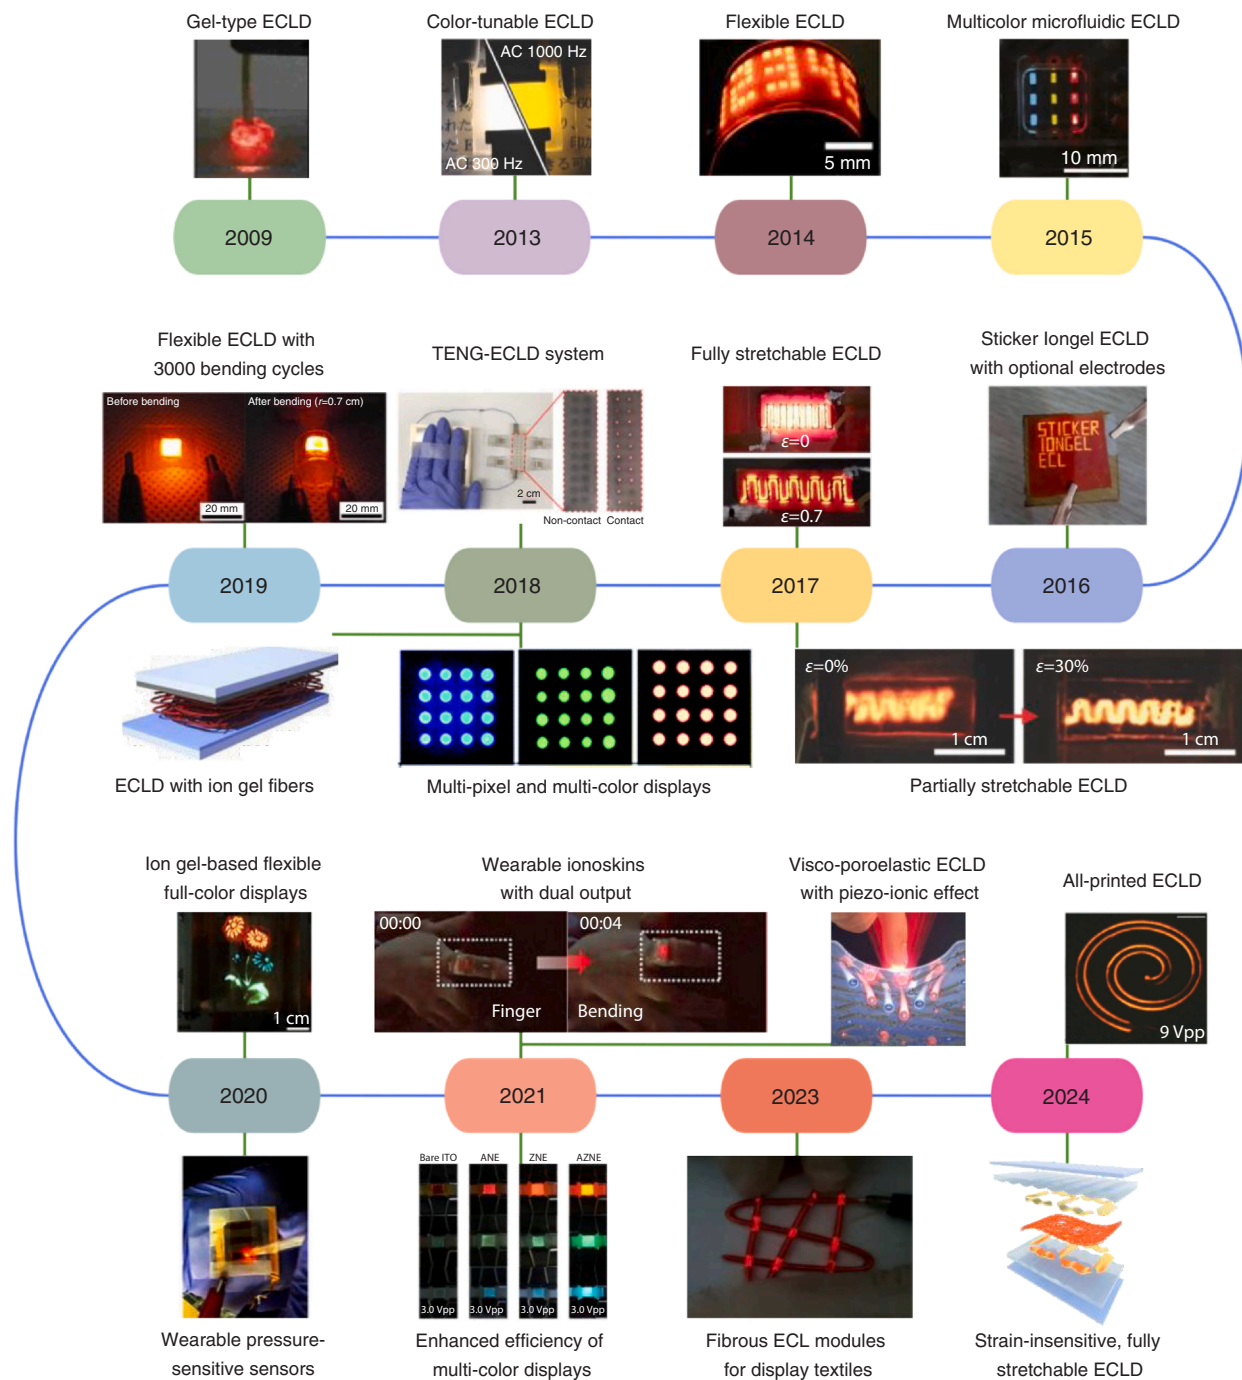 Gel-type ECLD
Color-tunable ECLD
Flexible ECLD
Multicolor microfluidic ECLD
AC 1000 Hz
AC 300 Hz
5 mm
10 mm
2009
2013
2014
2015
Flexible ECLD with
3000 bending cycles
TENG-ECLD system
Fully stretchable ECLD
Sticker Iongel ECLD
with optional electrodes
Before bending
After bending (r=0.7 cm)
20 mm
20 mm
2 cm
Non-contact
Contact
ε=0
ε=0.7
STICKER
IONGEL
ECL
2019
2018
2017
2016
ε=0%
ε=30%
1 cm
1 cm
ECLD with ion gel fibers
Multi-pixel and multi-color displays
Partially stretchable ECLD
Ion gel-based flexible
full-color displays
Wearable ionoskins
with dual output
Visco-poroelastic ECLD
with piezo-ionic effect
All-printed ECLD
1 cm
00:00
Finger
00:04
Bending
9 Vpp
2020
2021
2023
2024
Bare ITO
ANE
ZNE
AZNE
3.0 Vpp
3.0 Vpp
3.0 Vpp
3.0 Vpp
Wearable pressure-
sensitive sensors
Enhanced efficiency of
multi-color displays
Fibrous ECL modules
for display textiles
Strain-insensitive, fully
stretchable ECLD